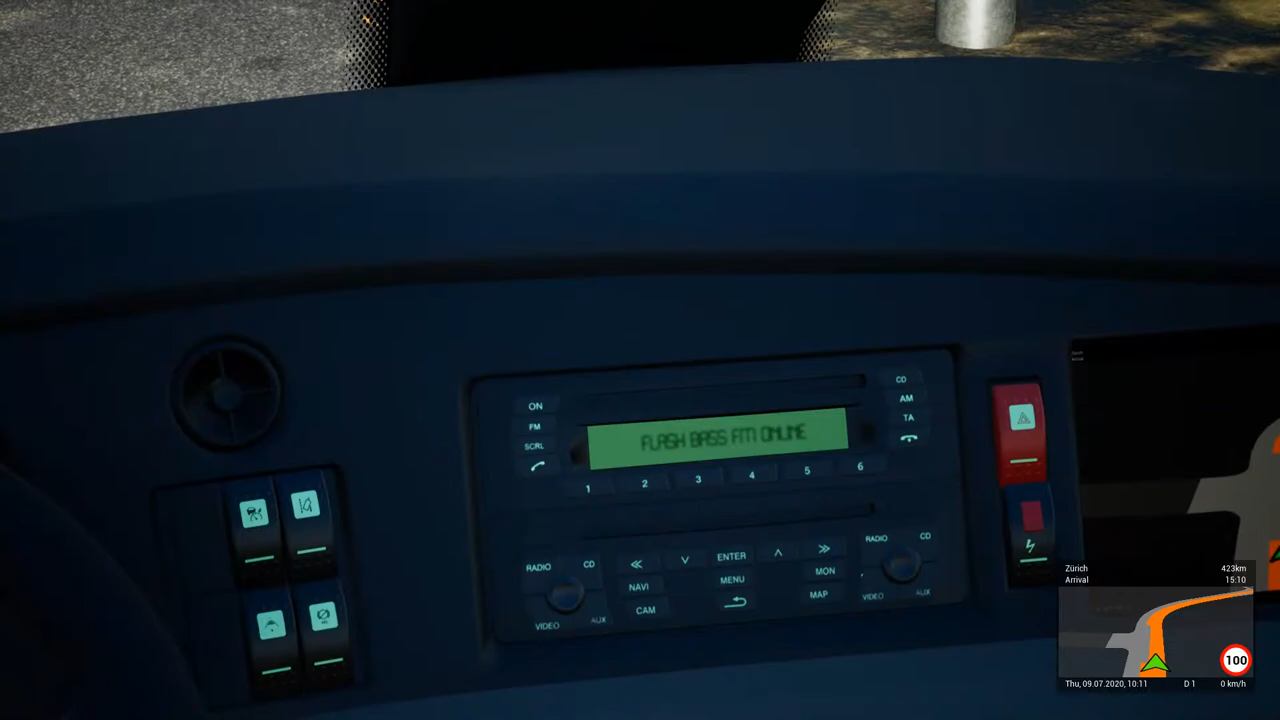 ON
FM
SCRL
FLASH BASS FM ONLINE
CD
AM
TA
1 2 3 4 5 6
RADIO CD
ENTER
NAVI MENU MON
CAM MAP
VIDEO AUX
RADIO CD
VIDEO AUX
Zürich 423km
Arrival 15:10
100
Thu, 09.07.2020, 10:11 D 1 0 km/h